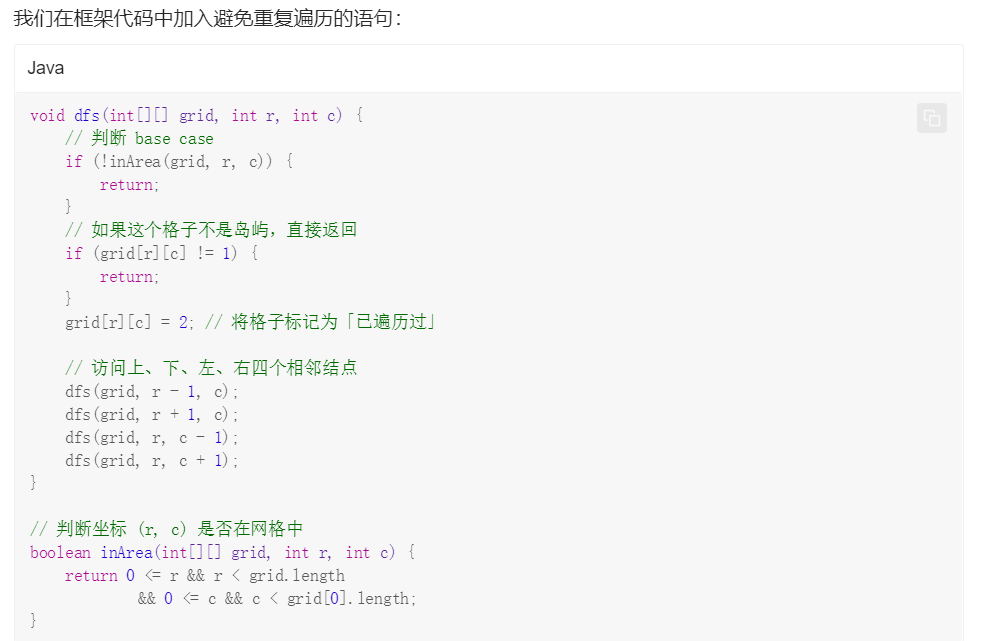 我们在框架代码中加入避免重复遍历的语句：
Java
void dfs(int[][] grid, int r, int c) {
    // 判断 base case
    if (!inArea(grid, r, c)) {
        return;
    }
    // 如果这个格子不是岛屿，直接返回
    if (grid[r][c] != 1) {
        return;
    }
    grid[r][c] = 2; // 将格子标记为「已遍历过」

    // 访问上、下、左、右四个相邻结点
    dfs(grid, r - 1, c);
    dfs(grid, r + 1, c);
    dfs(grid, r, c - 1);
    dfs(grid, r, c + 1);
}

// 判断坐标 (r, c) 是否在网格中
boolean inArea(int[][] grid, int r, int c) {
    return 0 <= r && r < grid.length
            && 0 <= c && c < grid[0].length;
}